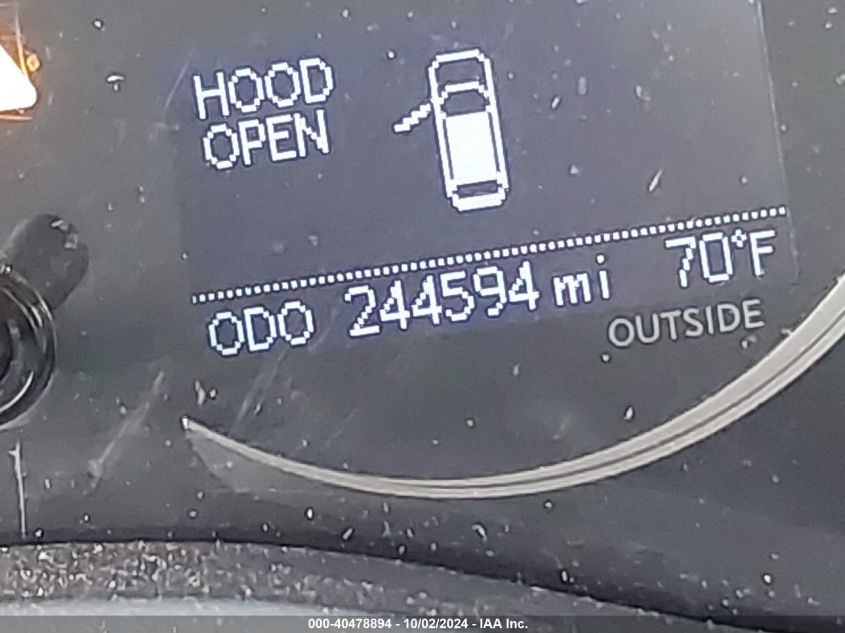 HOOD
OPEN
ODO 244594 mi 70°F
OUTSIDE
000-40478894 - 10/02/2024 - IAA Inc.